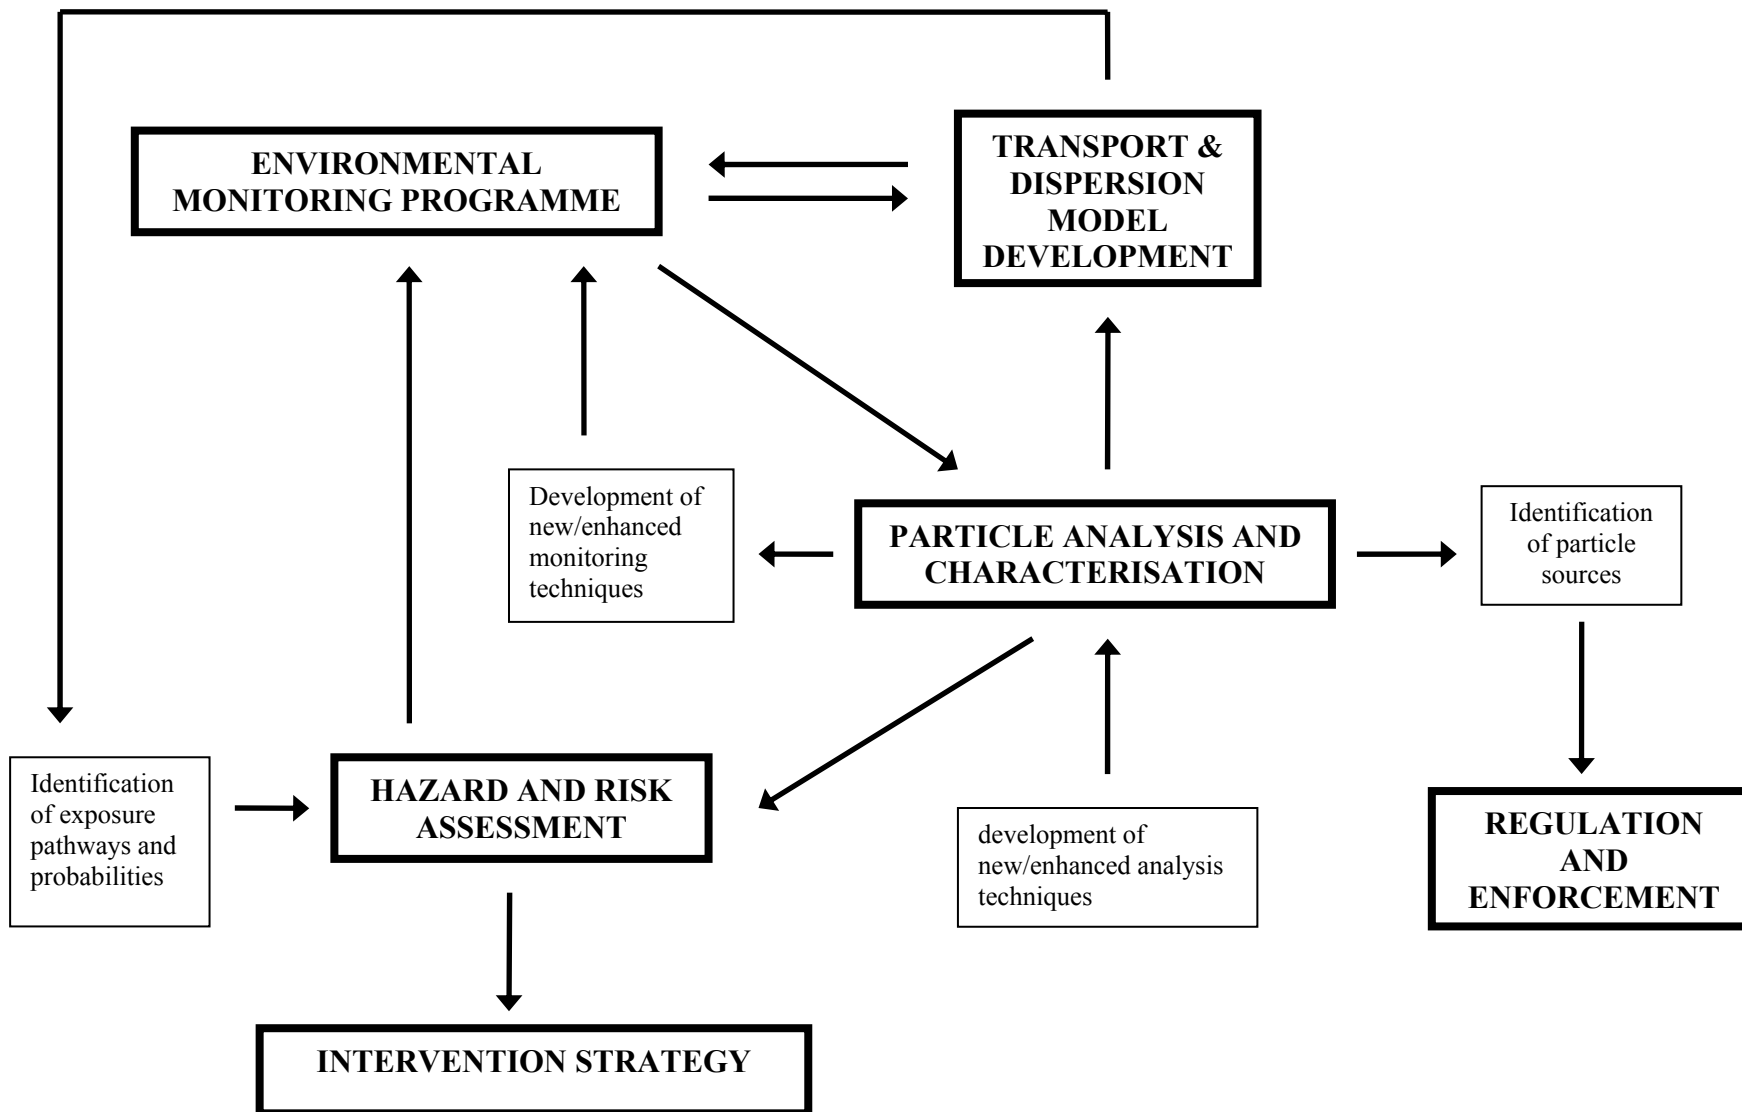 ENVIRONMENTAL
MONITORING PROGRAMME
TRANSPORT &
DISPERSION
MODEL
DEVELOPMENT
Development of
new/enhanced
monitoring
techniques
PARTICLE ANALYSIS AND
CHARACTERISATION
Identification
of particle
sources
Identification
of exposure
pathways and
probabilities
HAZARD AND RISK
ASSESSMENT
development of
new/enhanced analysis
techniques
REGULATION
AND
ENFORCEMENT
INTERVENTION STRATEGY